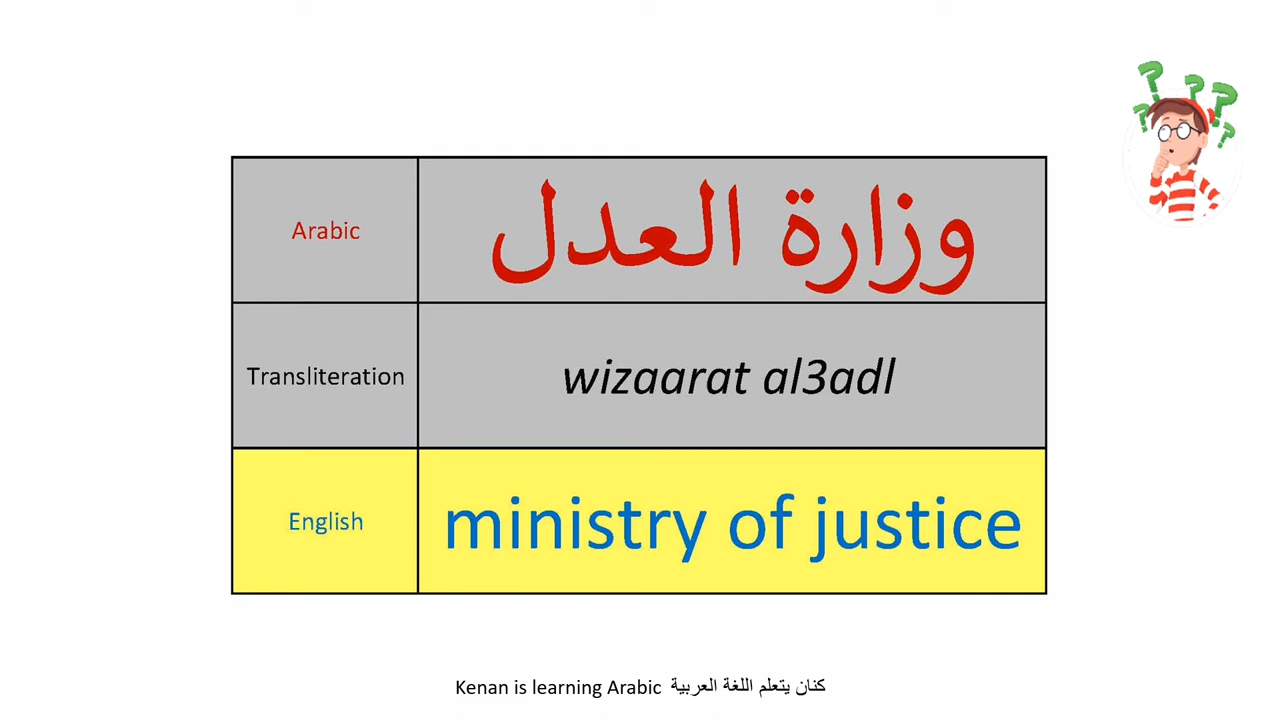 Arabic وزارة العدل
Transliteration wizaarat al3adl
English ministry of justice
Kenan is learning Arabic كنان يتعلم اللغة العربية